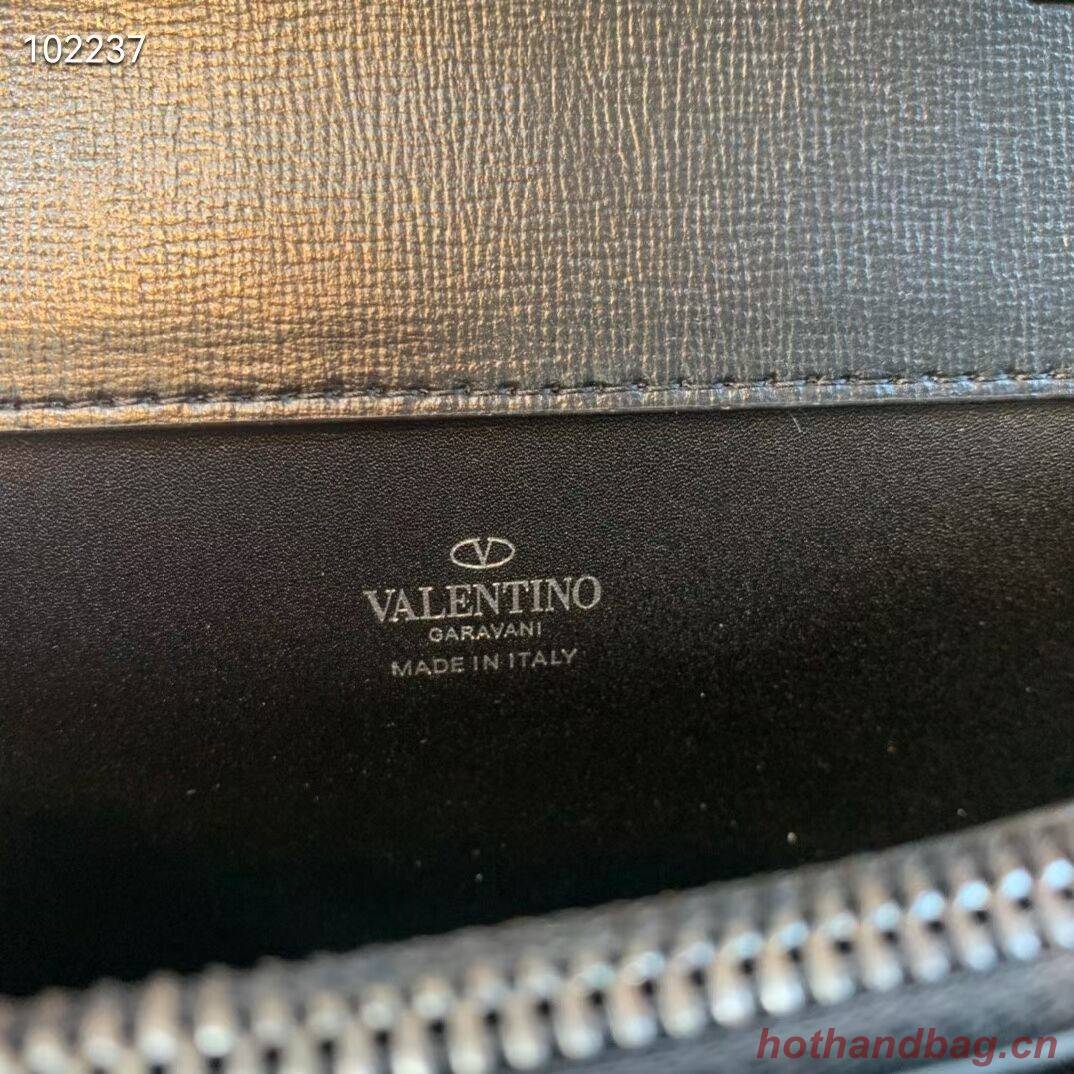 102237
V
VALENTINO
GARAVANI
MADE IN ITALY
hothandbag.cn